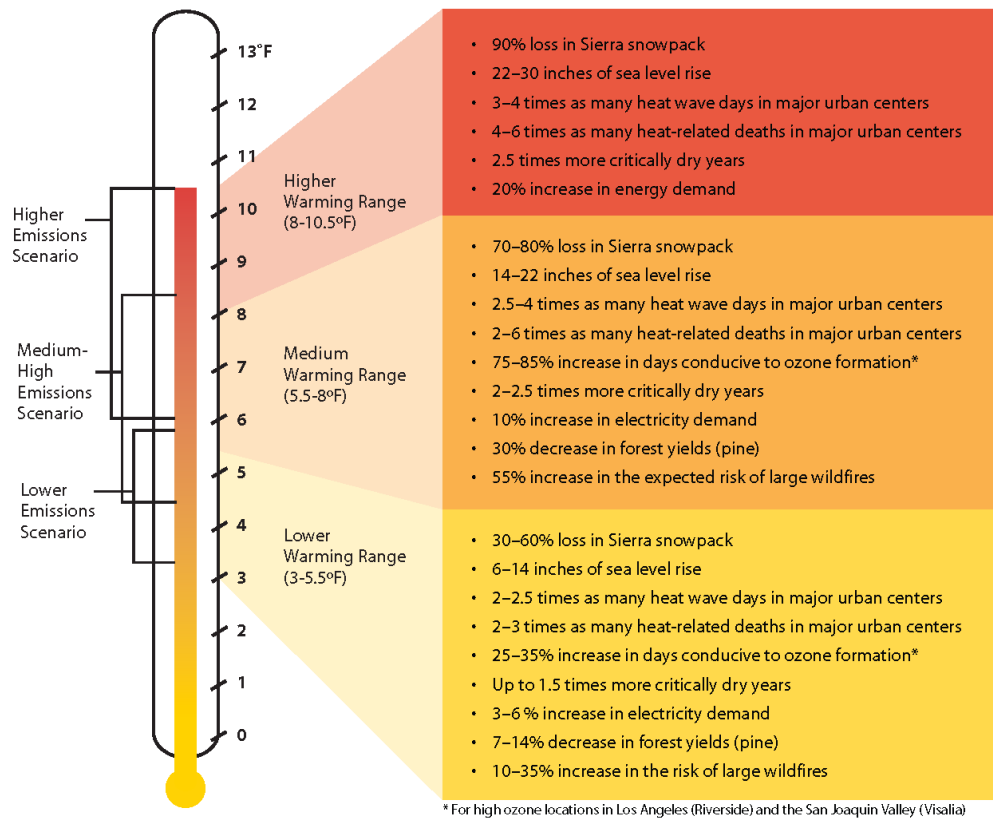 13°F
12
11
10
9
8
7
6
5
4
3
2
1
0
Higher
Emissions
Scenario
Medium-
High
Emissions
Scenario
Lower
Emissions
Scenario
Higher
Warming Range
(8-10.5ºF)
Medium
Warming Range
(5.5-8ºF)
Lower
Warming Range
(3-5.5ºF)
• 90% loss in Sierra snowpack
• 22–30 inches of sea level rise
• 3–4 times as many heat wave days in major urban centers
• 4–6 times as many heat-related deaths in major urban centers
• 2.5 times more critically dry years
• 20% increase in energy demand
• 70–80% loss in Sierra snowpack
• 14–22 inches of sea level rise
• 2.5–4 times as many heat wave days in major urban centers
• 2–6 times as many heat-related deaths in major urban centers
• 75–85% increase in days conducive to ozone formation*
• 2–2.5 times more critically dry years
• 10% increase in electricity demand
• 30% decrease in forest yields (pine)
• 55% increase in the expected risk of large wildfires
• 30–60% loss in Sierra snowpack
• 6–14 inches of sea level rise
• 2–2.5 times as many heat wave days in major urban centers
• 2–3 times as many heat-related deaths in major urban centers
• 25–35% increase in days conducive to ozone formation*
• Up to 1.5 times more critically dry years
• 3–6 % increase in electricity demand
• 7–14% decrease in forest yields (pine)
• 10–35% increase in the risk of large wildfires
* For high ozone locations in Los Angeles (Riverside) and the San Joaquin Valley (Visalia)